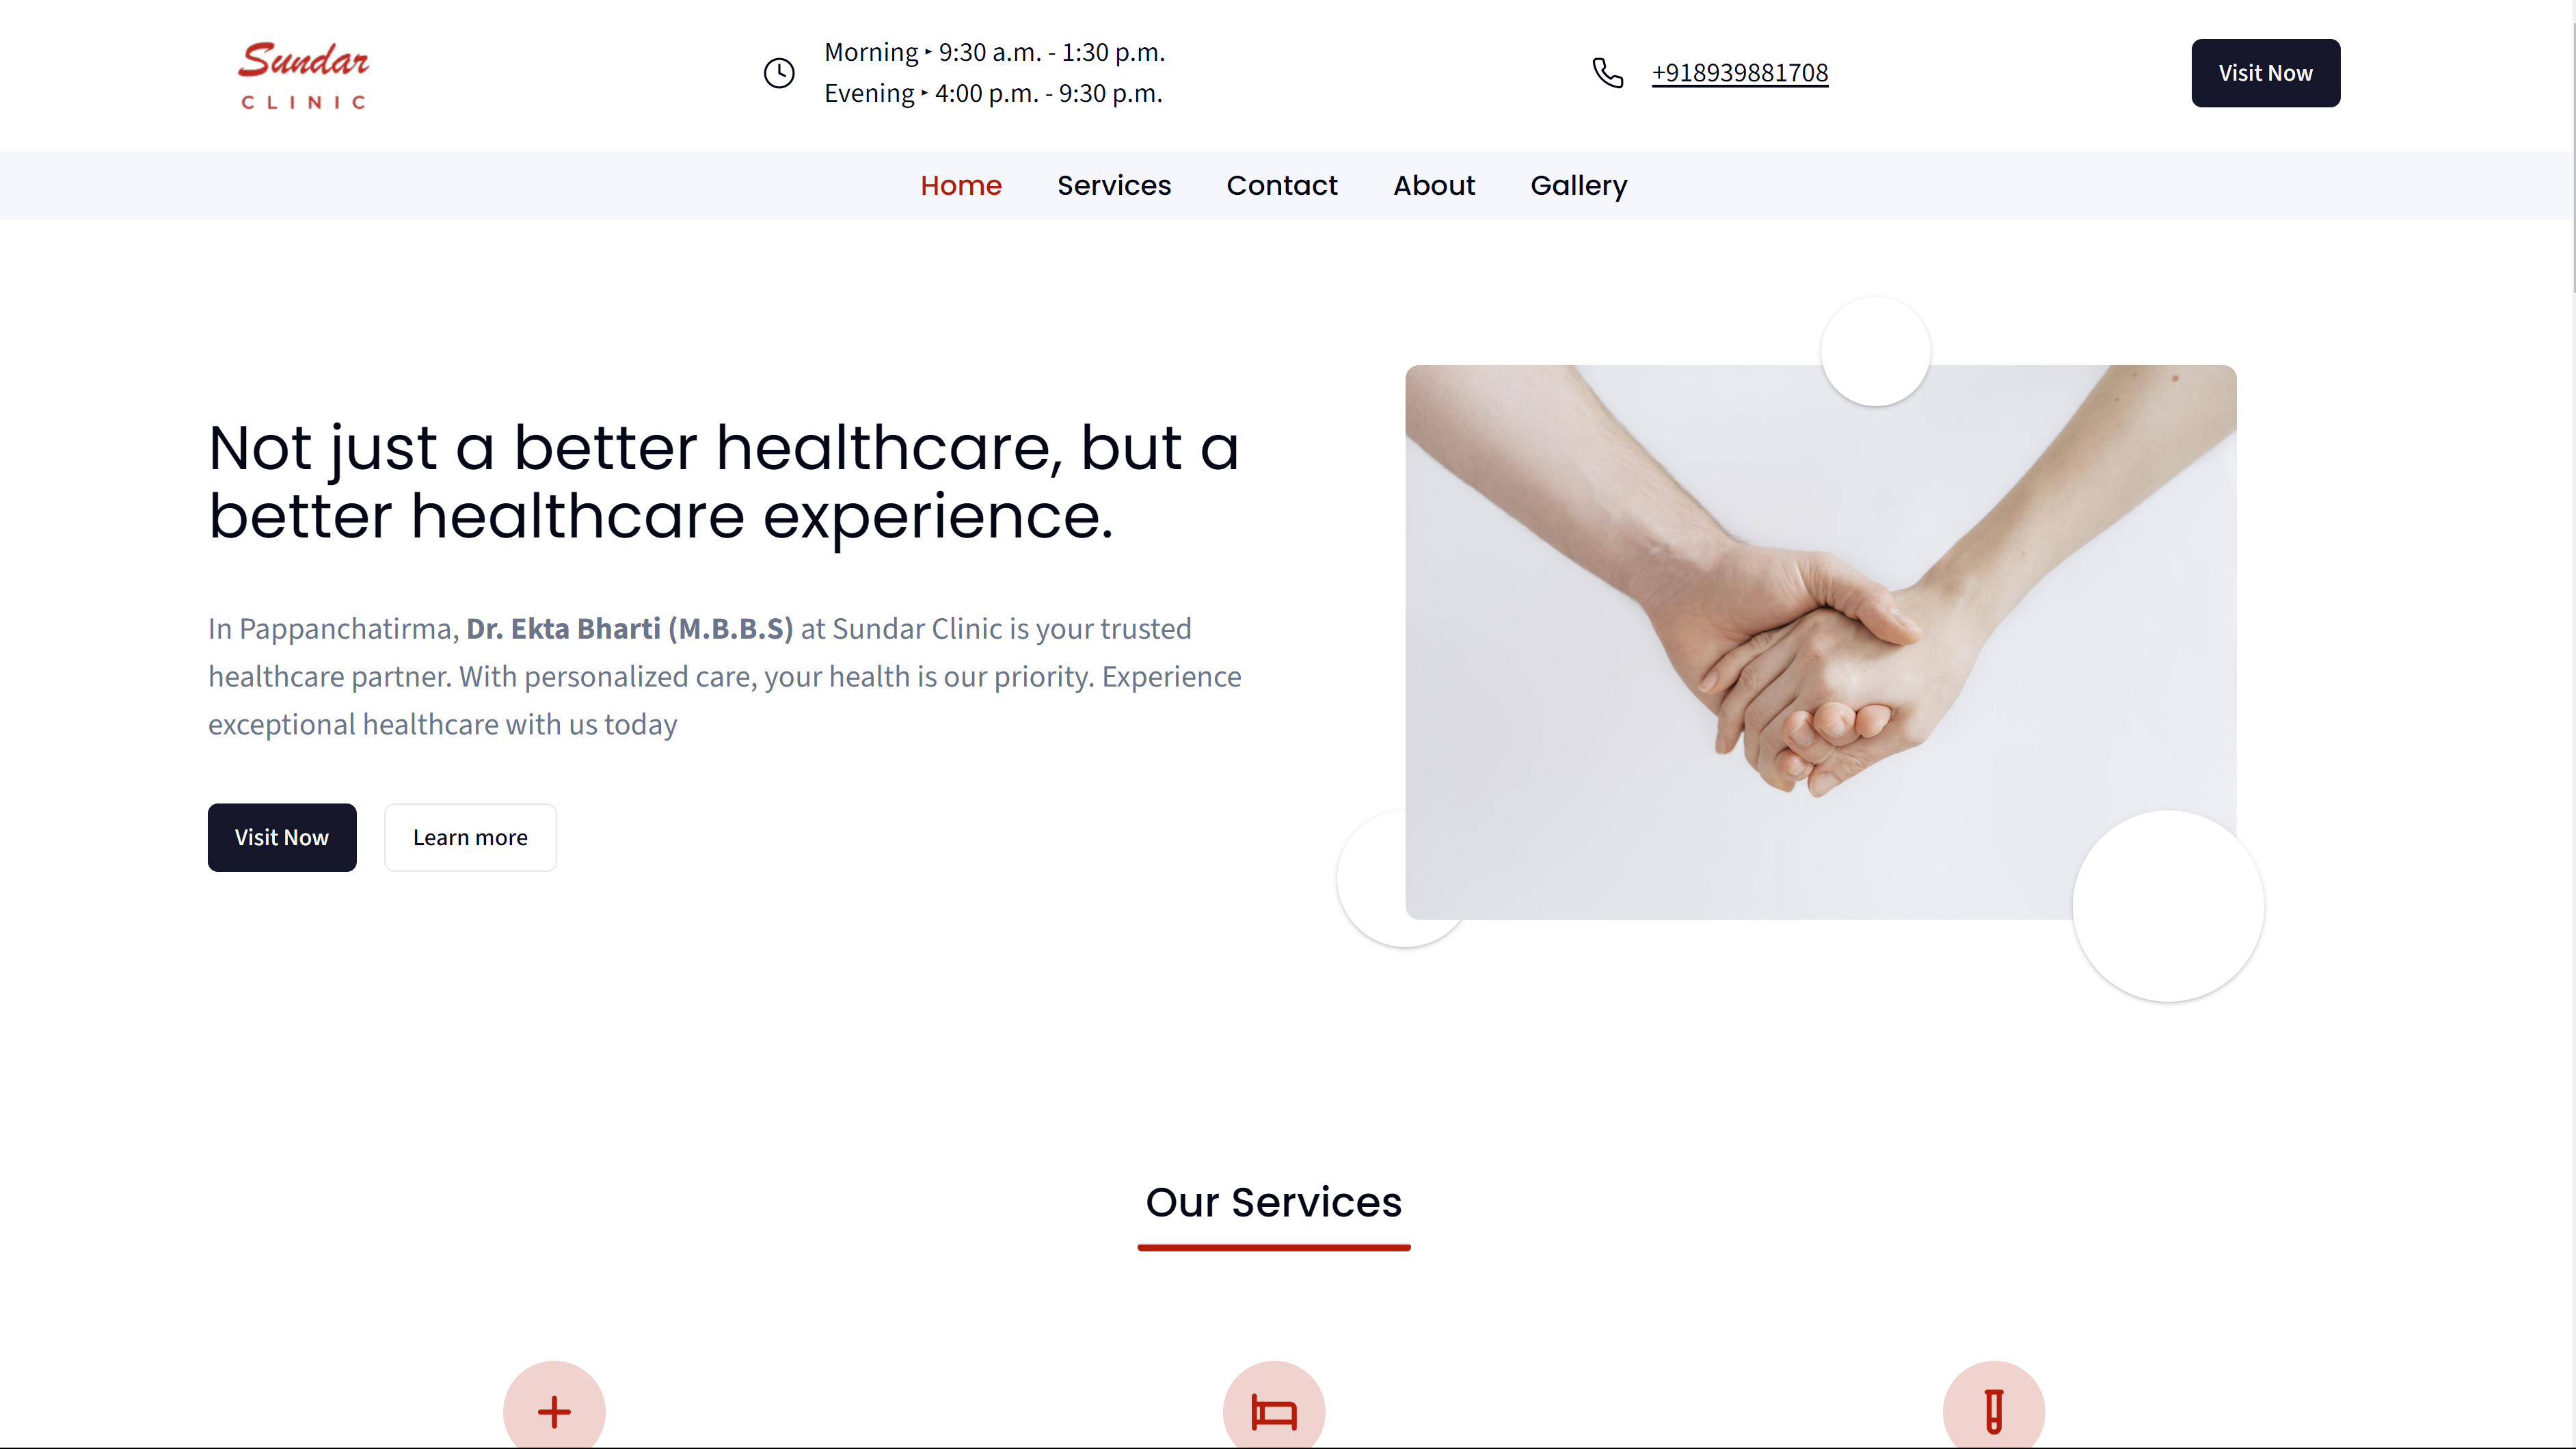 Sundar
CLINIC
Morning ‣ 9:30 a.m. - 1:30 p.m.
Evening ‣ 4:00 p.m. - 9:30 p.m.
+918939881708
Visit Now
Home Services Contact About Gallery
Not just a better healthcare, but a
better healthcare experience.
In Pappanchatirma, Dr. Ekta Bharti (M.B.B.S) at Sundar Clinic is your trusted
healthcare partner. With personalized care, your health is our priority. Experience
exceptional healthcare with us today
Visit Now
Learn more
Our Services